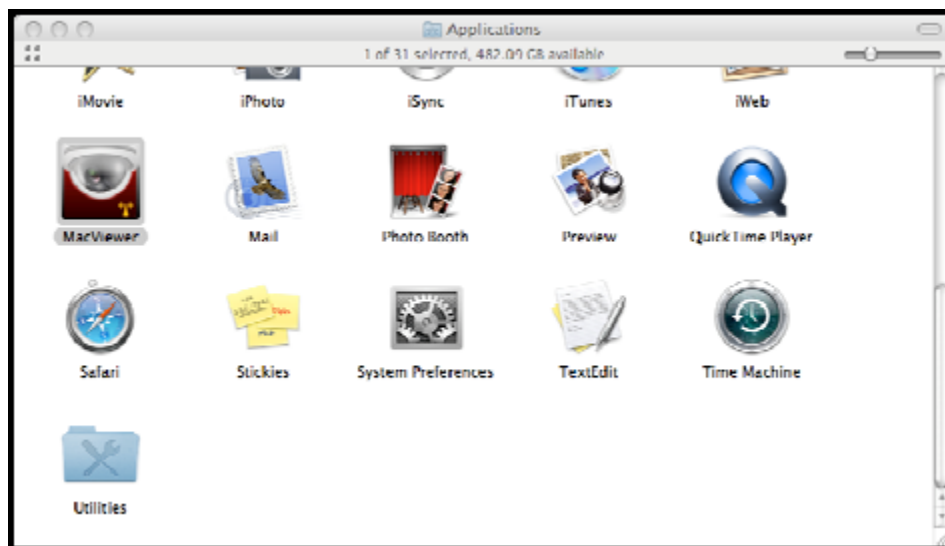 Applications
1 of 31 selected, 482.09 GB available
iMovie iPhoto iSync iTunes iWeb
MacViewer Mail Photo Booth Preview QuickTime Player
Safari Stickies System Preferences TextEdit Time Machine
Utilities